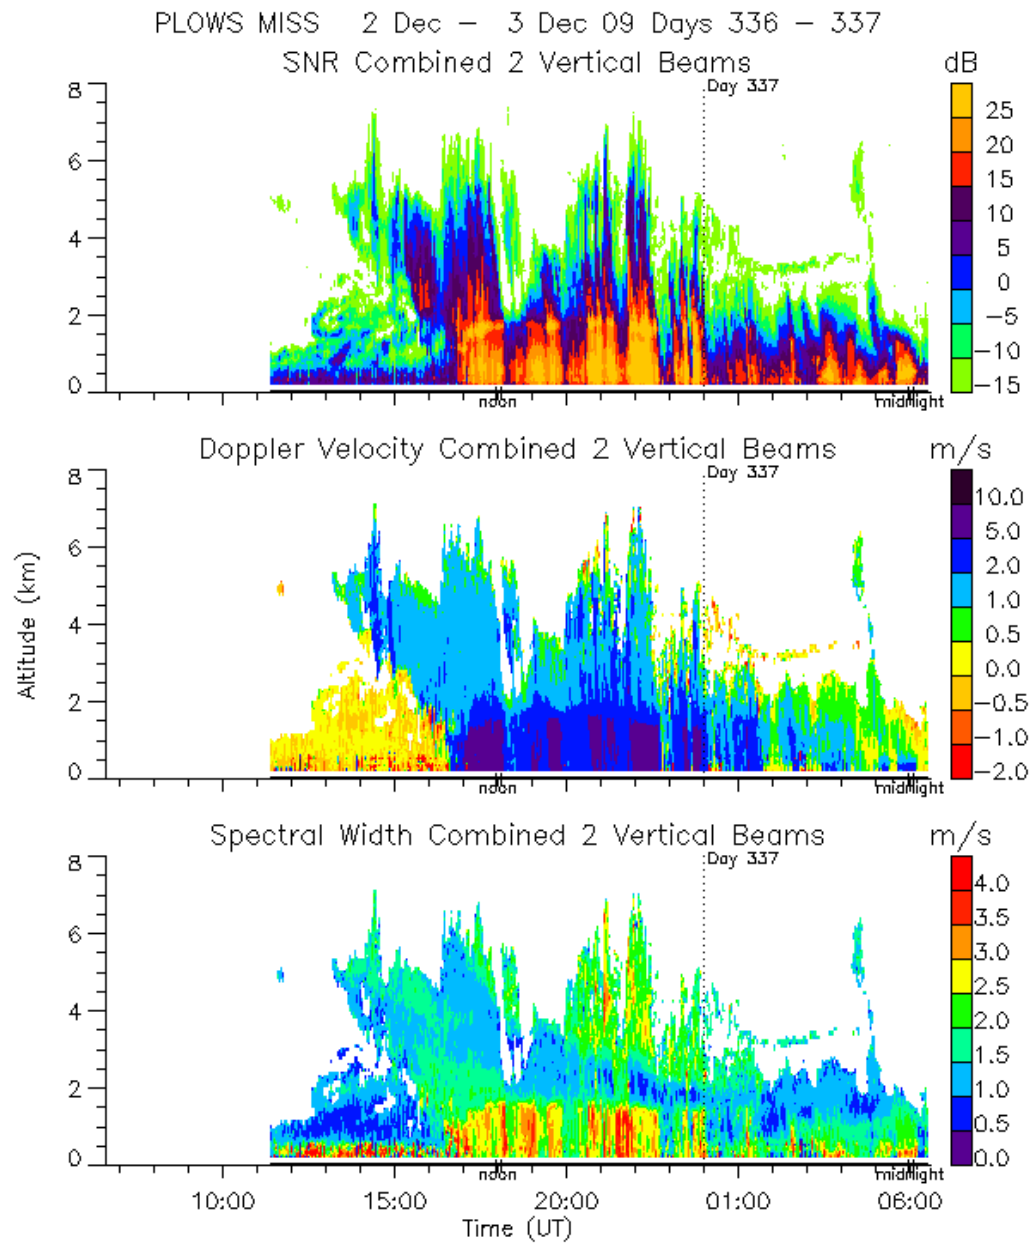 PLOWS MISS   2 Dec –  3 Dec 09 Days 336 – 337
SNR Combined 2 Vertical Beams
dB
Day 337
8
6
4
2
0
25
20
15
10
5
0
−5
−10
−15
noon
midnight
Doppler Velocity Combined 2 Vertical Beams
m/s
Day 337
8
6
4
2
0
10.0
5.0
2.0
1.0
0.5
0.0
−0.5
−1.0
−2.0
noon
midnight
Altitude (km)
Spectral Width Combined 2 Vertical Beams
m/s
Day 337
8
6
4
2
0
4.0
3.5
3.0
2.5
2.0
1.5
1.0
0.5
0.0
noon
midnight
10:00
15:00
20:00
01:00
06:00
Time (UT)